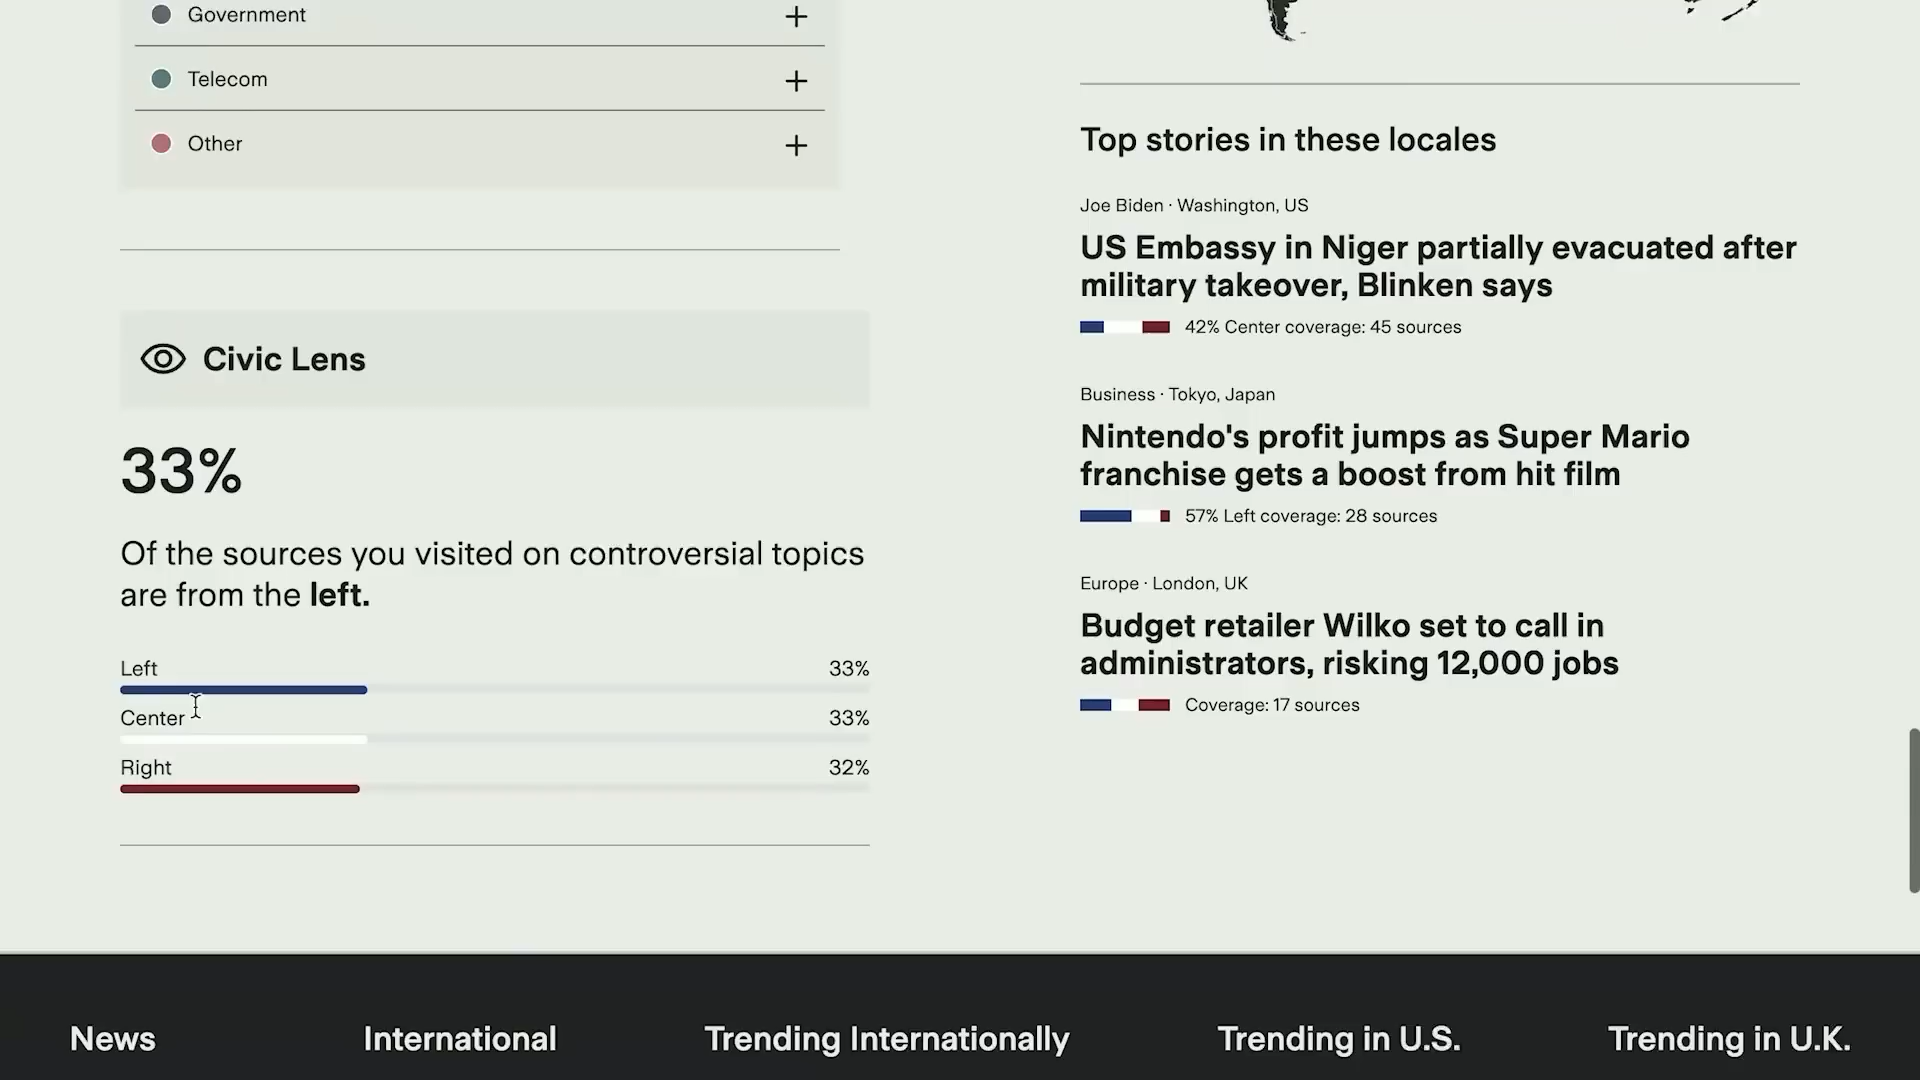 Government
Telecom
Other
Civic Lens
33%
Of the sources you visited on controversial topics
are from the left.
Left 33%
Center 33%
Right 32%
Top stories in these locales
Joe Biden · Washington, US
US Embassy in Niger partially evacuated after
military takeover, Blinken says
42% Center coverage: 45 sources
Business · Tokyo, Japan
Nintendo's profit jumps as Super Mario
franchise gets a boost from hit film
57% Left coverage: 28 sources
Europe · London, UK
Budget retailer Wilko set to call in
administrators, risking 12,000 jobs
Coverage: 17 sources
News International Trending Internationally Trending in U.S. Trending in U.K.